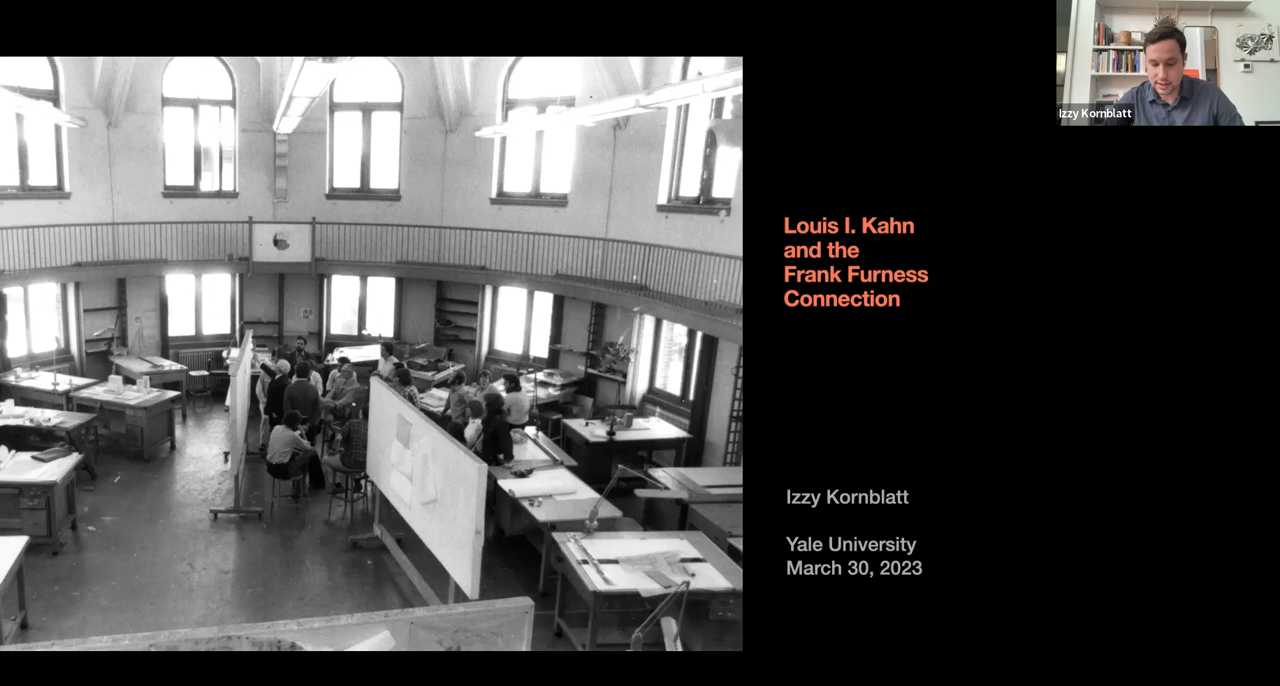 Izzy Kornblatt
Louis I. Kahn
and the
Frank Furness
Connection
Izzy Kornblatt
Yale University
March 30, 2023